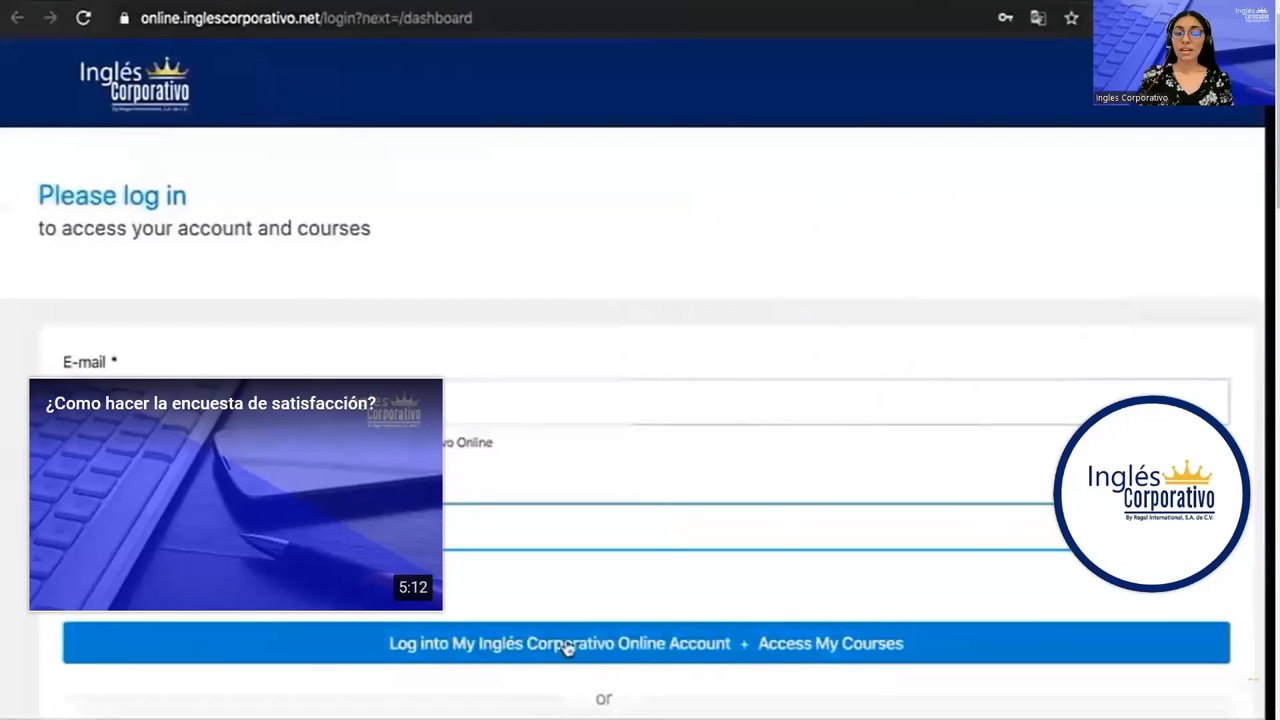 online.inglescorporativo.net/login?next=/dashboard
Inglés
Corporativo
Ingles Corporativo
Please log in
to access your account and courses
E-mail *
¿Como hacer la encuesta de satisfacción?
Corporativo
5:12
Online
Inglés
Corporativo
By Regal International, S.A. de C.V.
Log into My Inglés Corporativo Online Account + Access My Courses
or